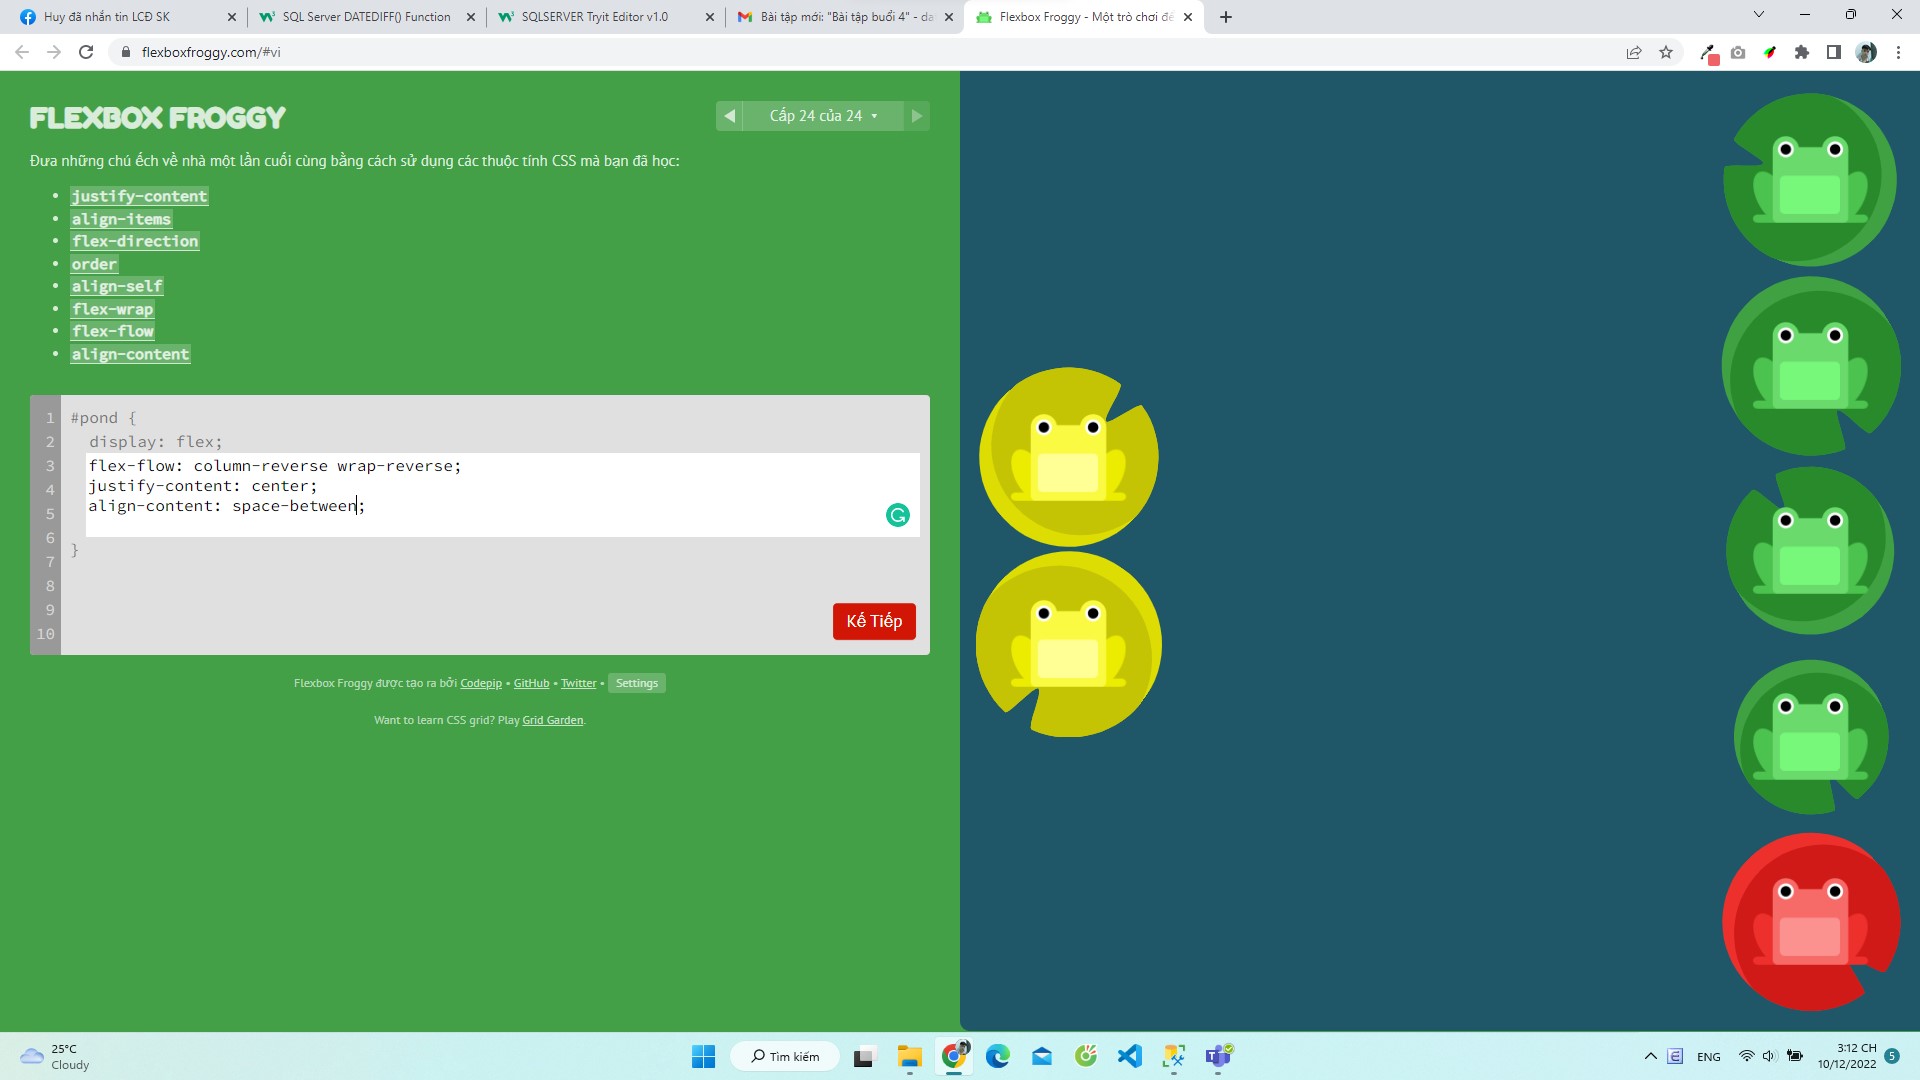 Huy đã nhắn tin LCĐ SK
SQL Server DATEDIFF() Function
SQLSERVER Tryit Editor v1.0
Bài tập mới: "Bài tập buổi 4" - da
Flexbox Froggy - Một trò chơi để
flexboxfroggy.com/#vi
FLEXBOX FROGGY
Cấp 24 của 24
Đưa những chú ếch về nhà một lần cuối cùng bằng cách sử dụng các thuộc tính CSS mà bạn đã học:
justify-content
align-items
flex-direction
order
align-self
flex-wrap
flex-flow
align-content
1 #pond {
2 display: flex;
3 flex-flow: column-reverse wrap-reverse;
4 justify-content: center;
5 align-content: space-between;
6 }
7
8
9
10
Kế Tiếp
Flexbox Froggy được tạo ra bởi Codepip • GitHub • Twitter • Settings
Want to learn CSS grid? Play Grid Garden.
25°C
Cloudy
Tìm kiếm
ENG
3:12 CH
10/12/2022
5